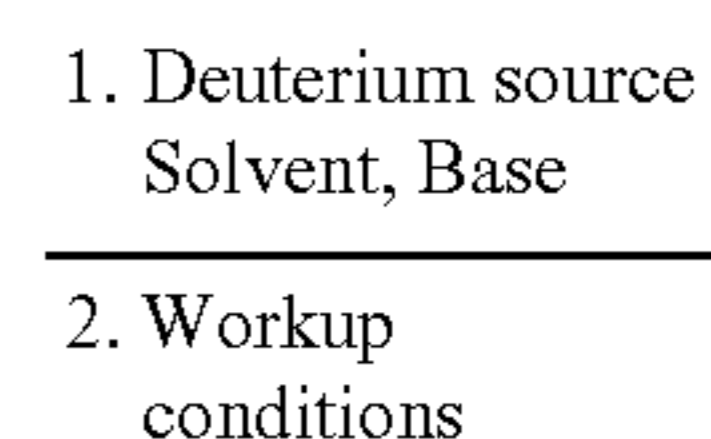 1. Deuterium source
Solvent, Base
2. Workup
conditions